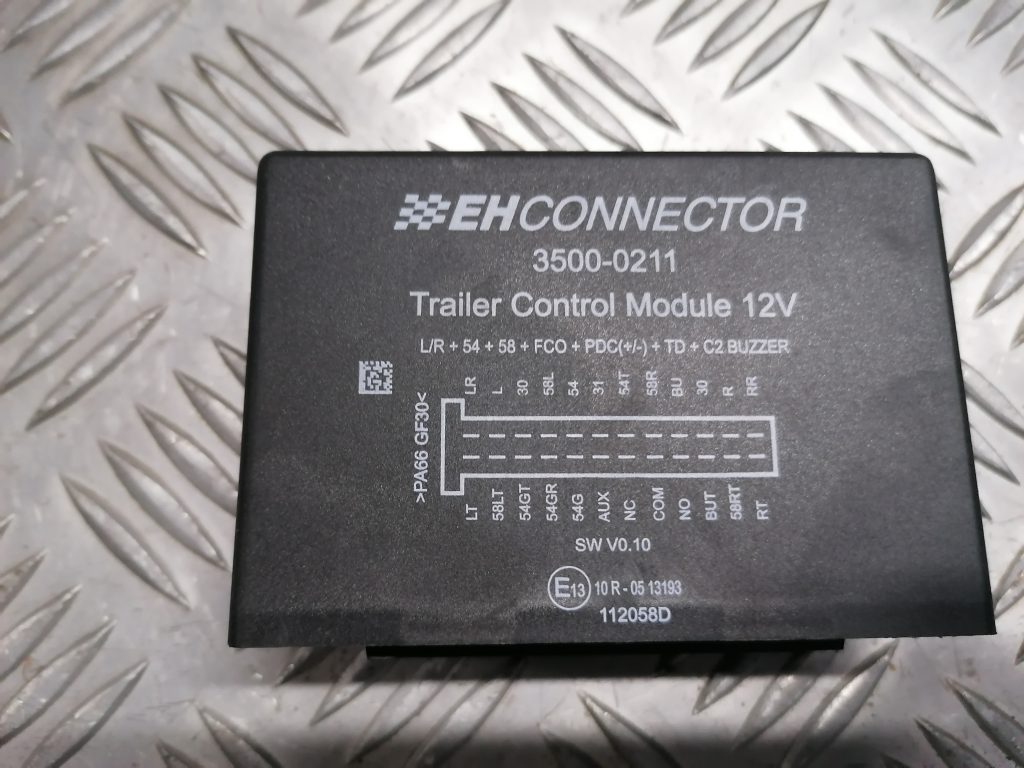 EHCONNECTOR
3500-0211
Trailer Control Module 12V
L/R + 54 + 58 + FCO + PDC(+/-) + TD + C2 BUZZER
LR L 30 58L 54 31 54T 58R BU 30 R RR
>PA66 GF30<
LT 58LT 54GT 54GR 54G AUX NC COM NO BUT 58RT RT
SW V0.10
E13 10 R - 05 13193
112058D